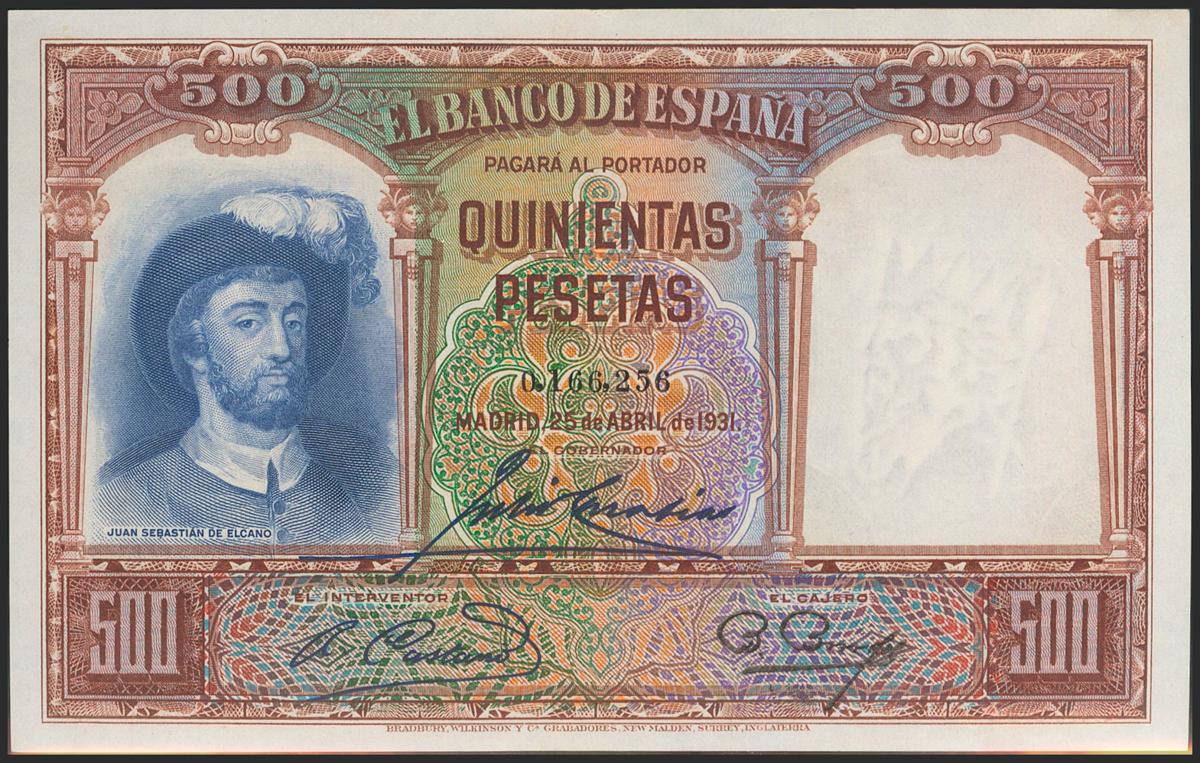 500
500
EL BANCO DE ESPAÑA
PAGARÁ AL PORTADOR
QUINIENTAS
PESETAS
0,166,256
MADRID, 25 de ABRIL de 1931.
EL GOBERNADOR
JUAN SEBASTIÁN DE ELCANO
EL INTERVENTOR
EL CAJERO
500
500
BRADBURY, WILKINSON Y Cª GRABADORES, NEW MALDEN, SURREY, INGLATERRA